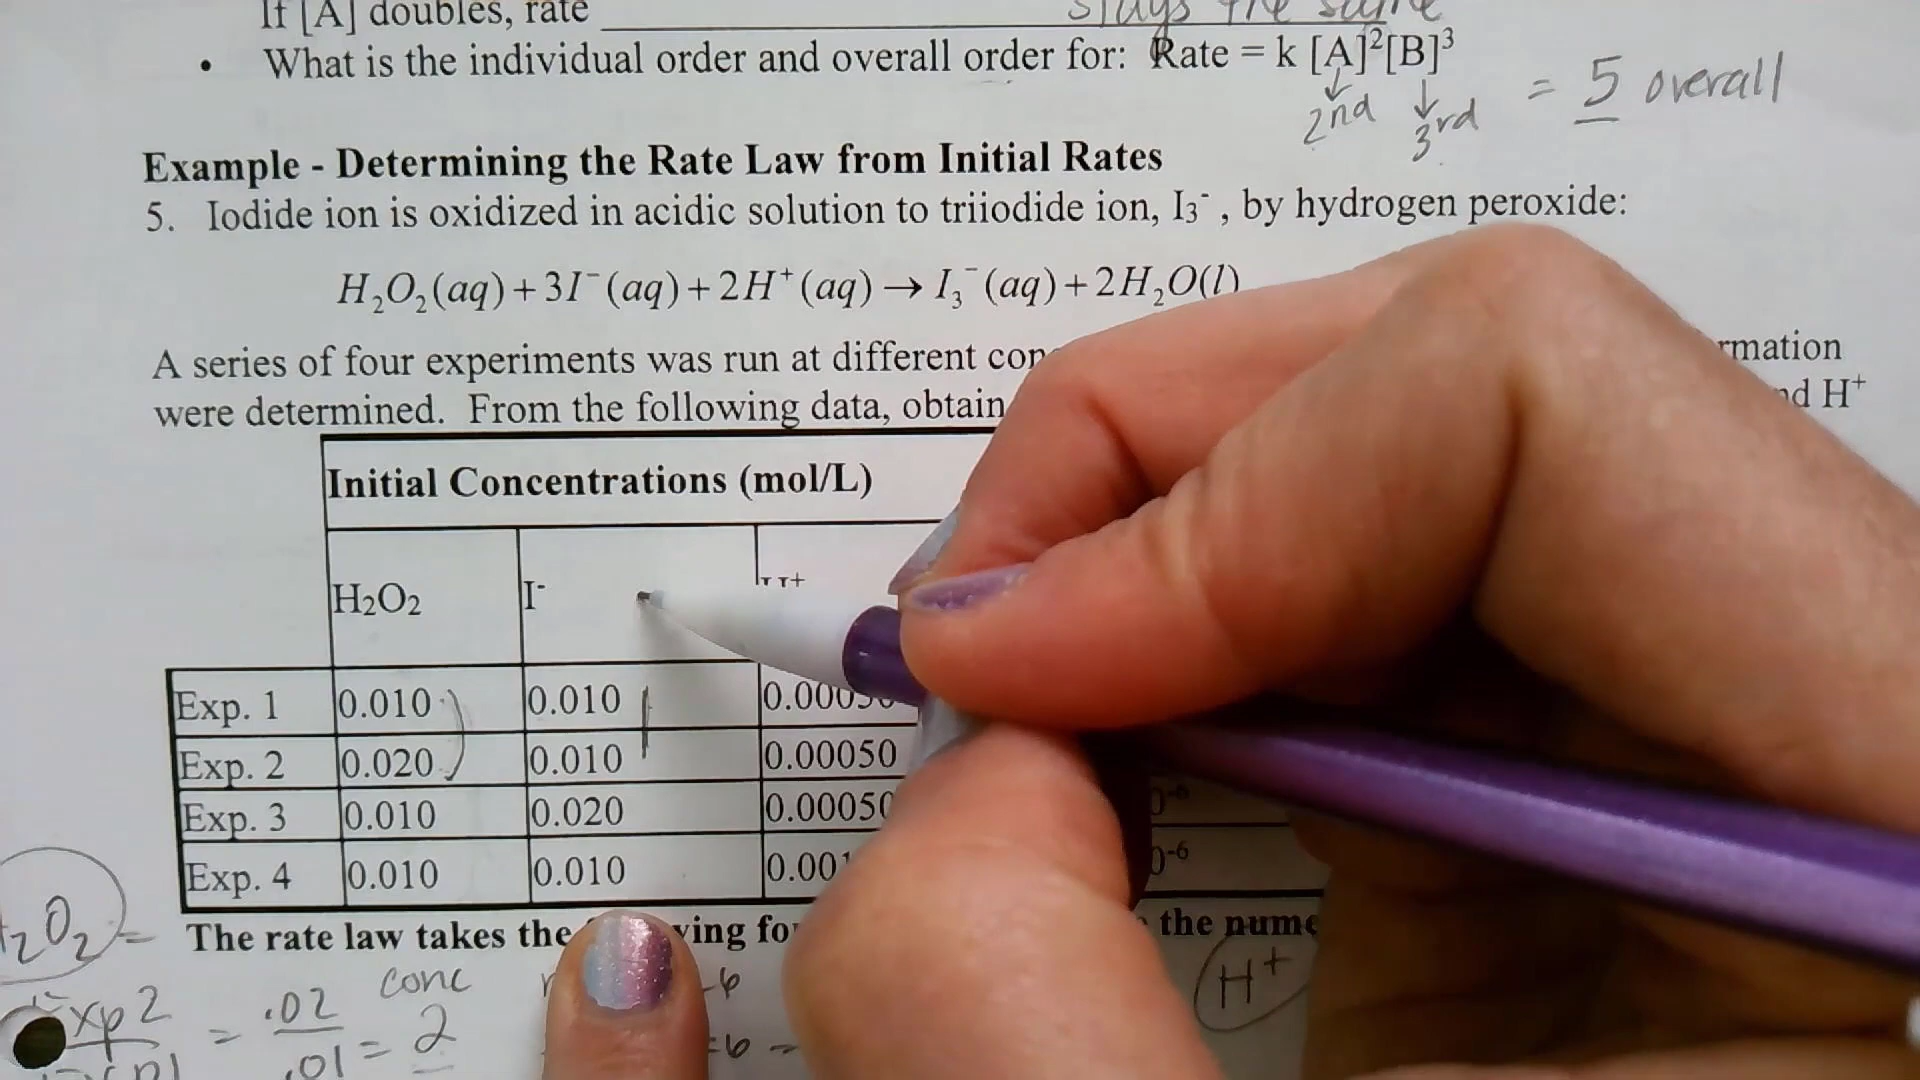 If [A] doubles, rate stays the same
• What is the individual order and overall order for: Rate = k [A]²[B]³
2nd 3rd = 5 overall
Example - Determining the Rate Law from Initial Rates
5. Iodide ion is oxidized in acidic solution to triiodide ion, I₃⁻ , by hydrogen peroxide:
H₂O₂(aq)+3I⁻(aq)+2H⁺(aq)→I₃⁻(aq)+2H₂O(l)
A series of four experiments was run at different
were determined. From the following data, obtain H⁺
Initial Concentrations (mol/L)
H₂O₂ I⁻
Exp. 1 0.010 0.010
Exp. 2 0.020 0.010 0.00050
Exp. 3 0.010 0.020 0.00050
Exp. 4 0.010 0.010
The rate law takes the the
conc H⁺
= .02 / .01 = 2